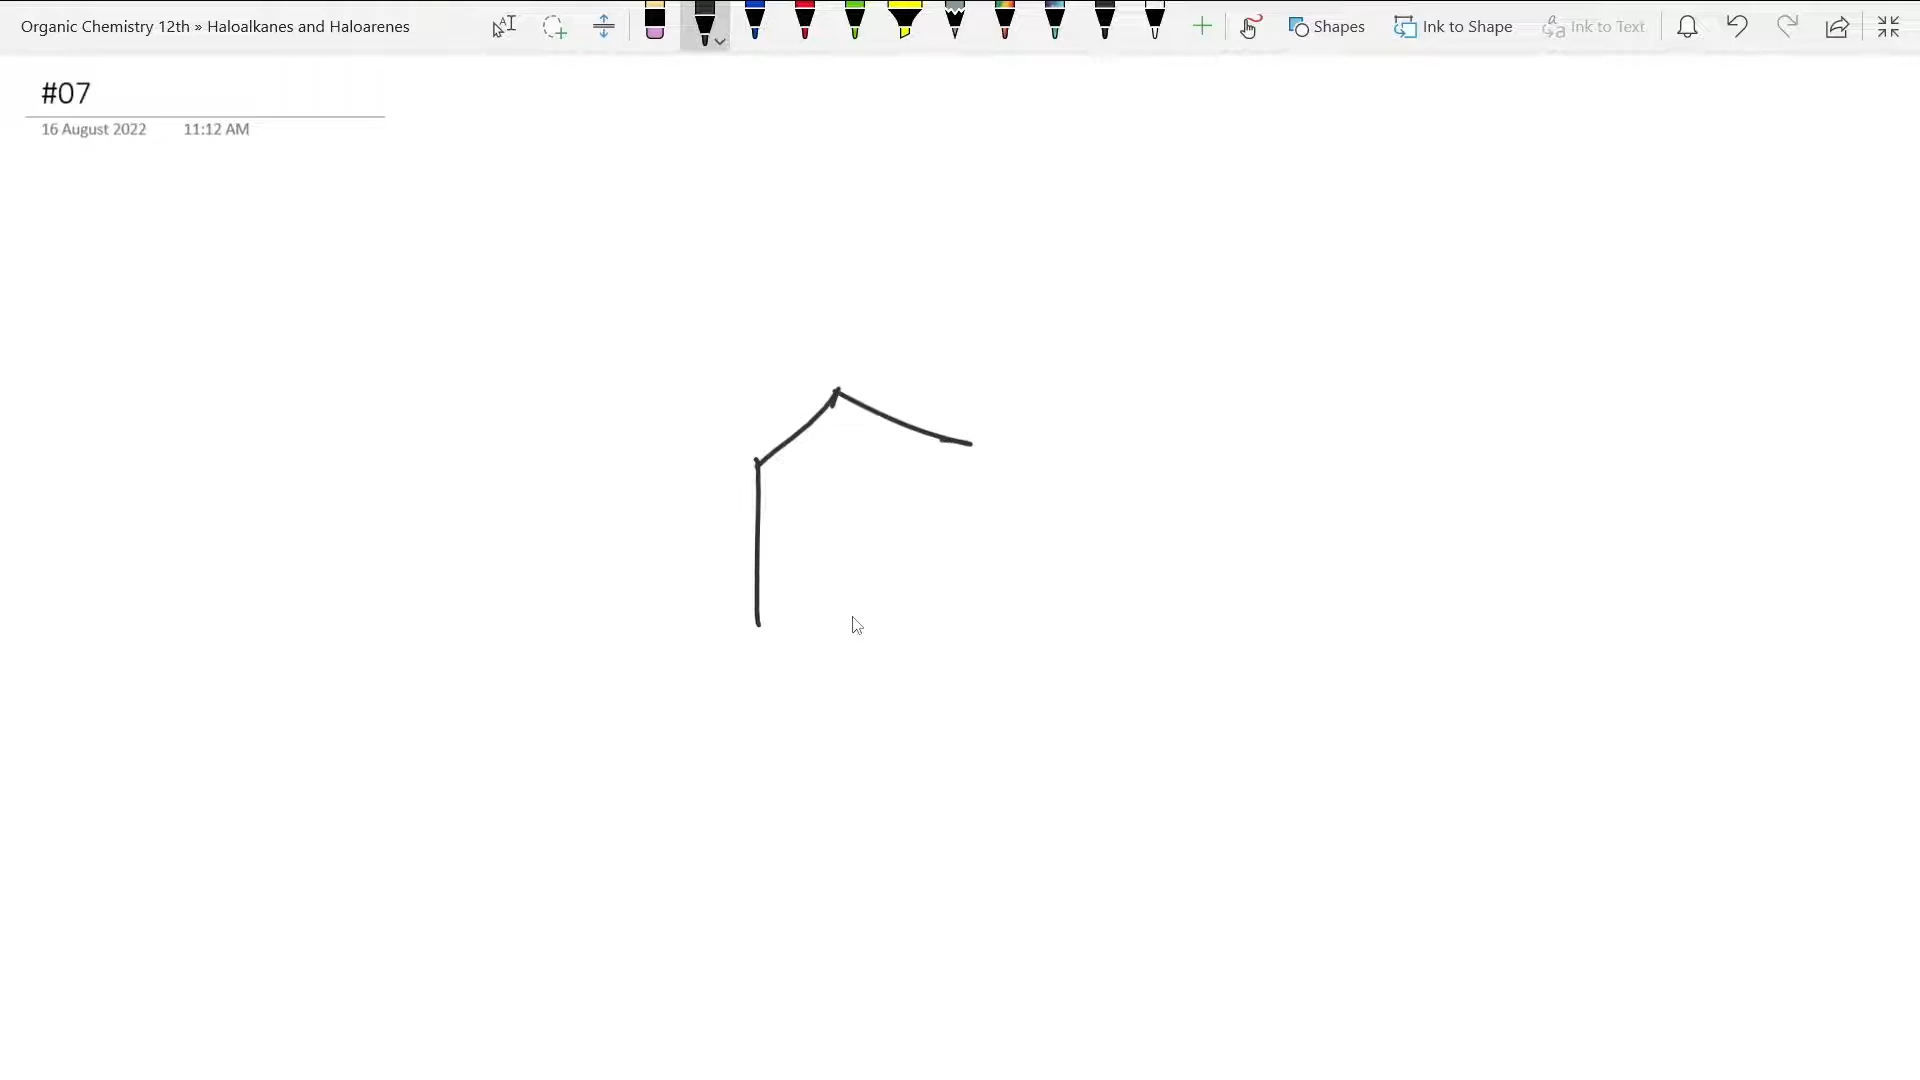 Organic Chemistry 12th » Haloalkanes and Haloarenes
Shapes
Ink to Shape
Ink to Text
#07
16 August 2022 11:12 AM